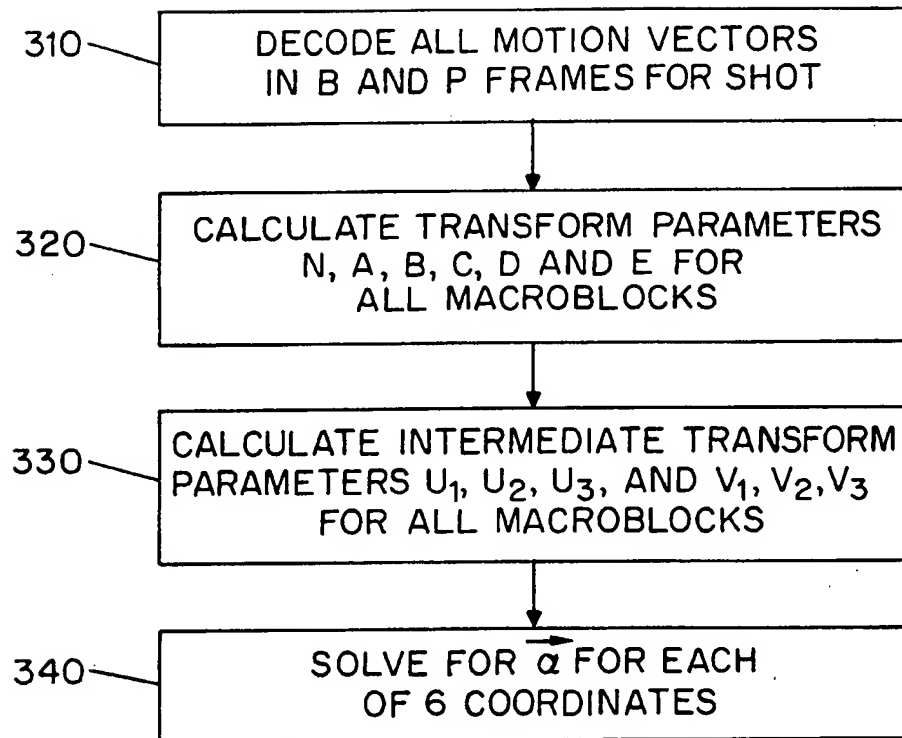 310
DECODE ALL MOTION VECTORS
IN B AND P FRAMES FOR SHOT
320
CALCULATE TRANSFORM PARAMETERS
N, A, B, C, D AND E FOR
ALL MACROBLOCKS
330
CALCULATE INTERMEDIATE TRANSFORM
PARAMETERS U₁, U₂, U₃, AND V₁, V₂, V₃
FOR ALL MACROBLOCKS
340
SOLVE FOR α⃗ FOR EACH
OF 6 COORDINATES